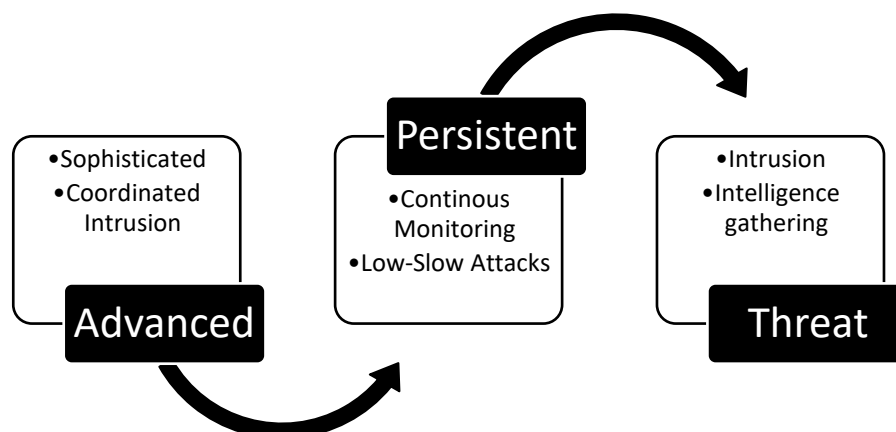 •Sophisticated
•Coordinated
Intrusion
Advanced
Persistent
•Continous
Monitoring
•Low-Slow Attacks
•Intrusion
•Intelligence
gathering
Threat